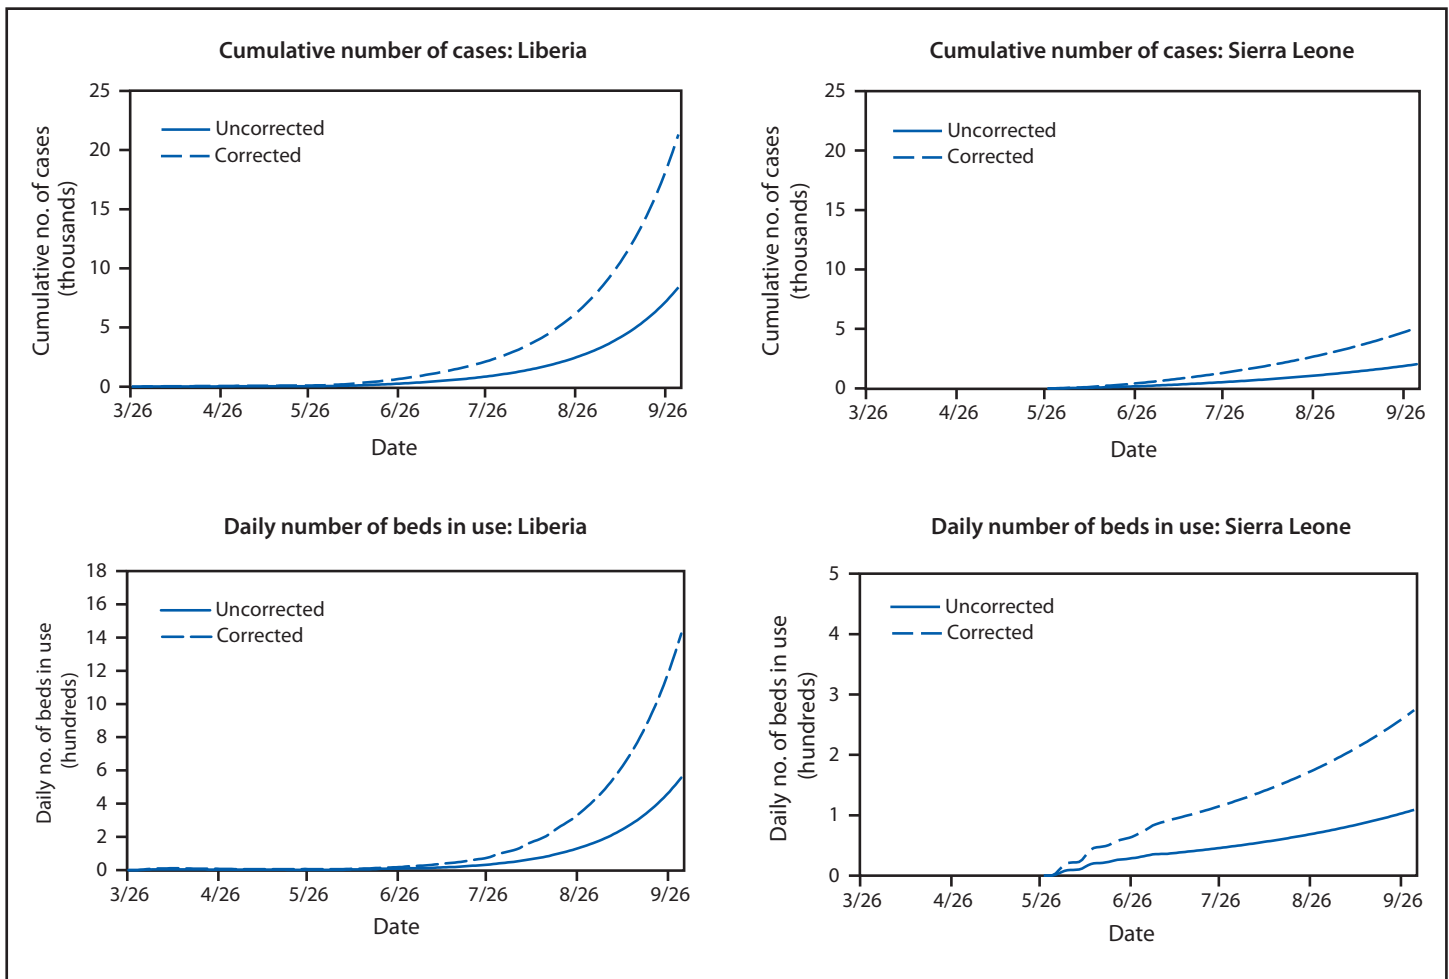 Cumulative number of cases: Liberia
25
20
15
10
5
0
Cumulative no. of cases
(thousands)
Uncorrected
Corrected
3/26 4/26 5/26 6/26 7/26 8/26 9/26
Date
Cumulative number of cases: Sierra Leone
25
20
15
10
5
0
Cumulative no. of cases
(thousands)
Uncorrected
Corrected
3/26 4/26 5/26 6/26 7/26 8/26 9/26
Date
Daily number of beds in use: Liberia
18
16
14
12
10
8
6
4
2
0
Daily no. of beds in use
(hundreds)
Uncorrected
Corrected
3/26 4/26 5/26 6/26 7/26 8/26 9/26
Date
Daily number of beds in use: Sierra Leone
5
4
3
2
1
0
Daily no. of beds in use
(hundreds)
Uncorrected
Corrected
3/26 4/26 5/26 6/26 7/26 8/26 9/26
Date